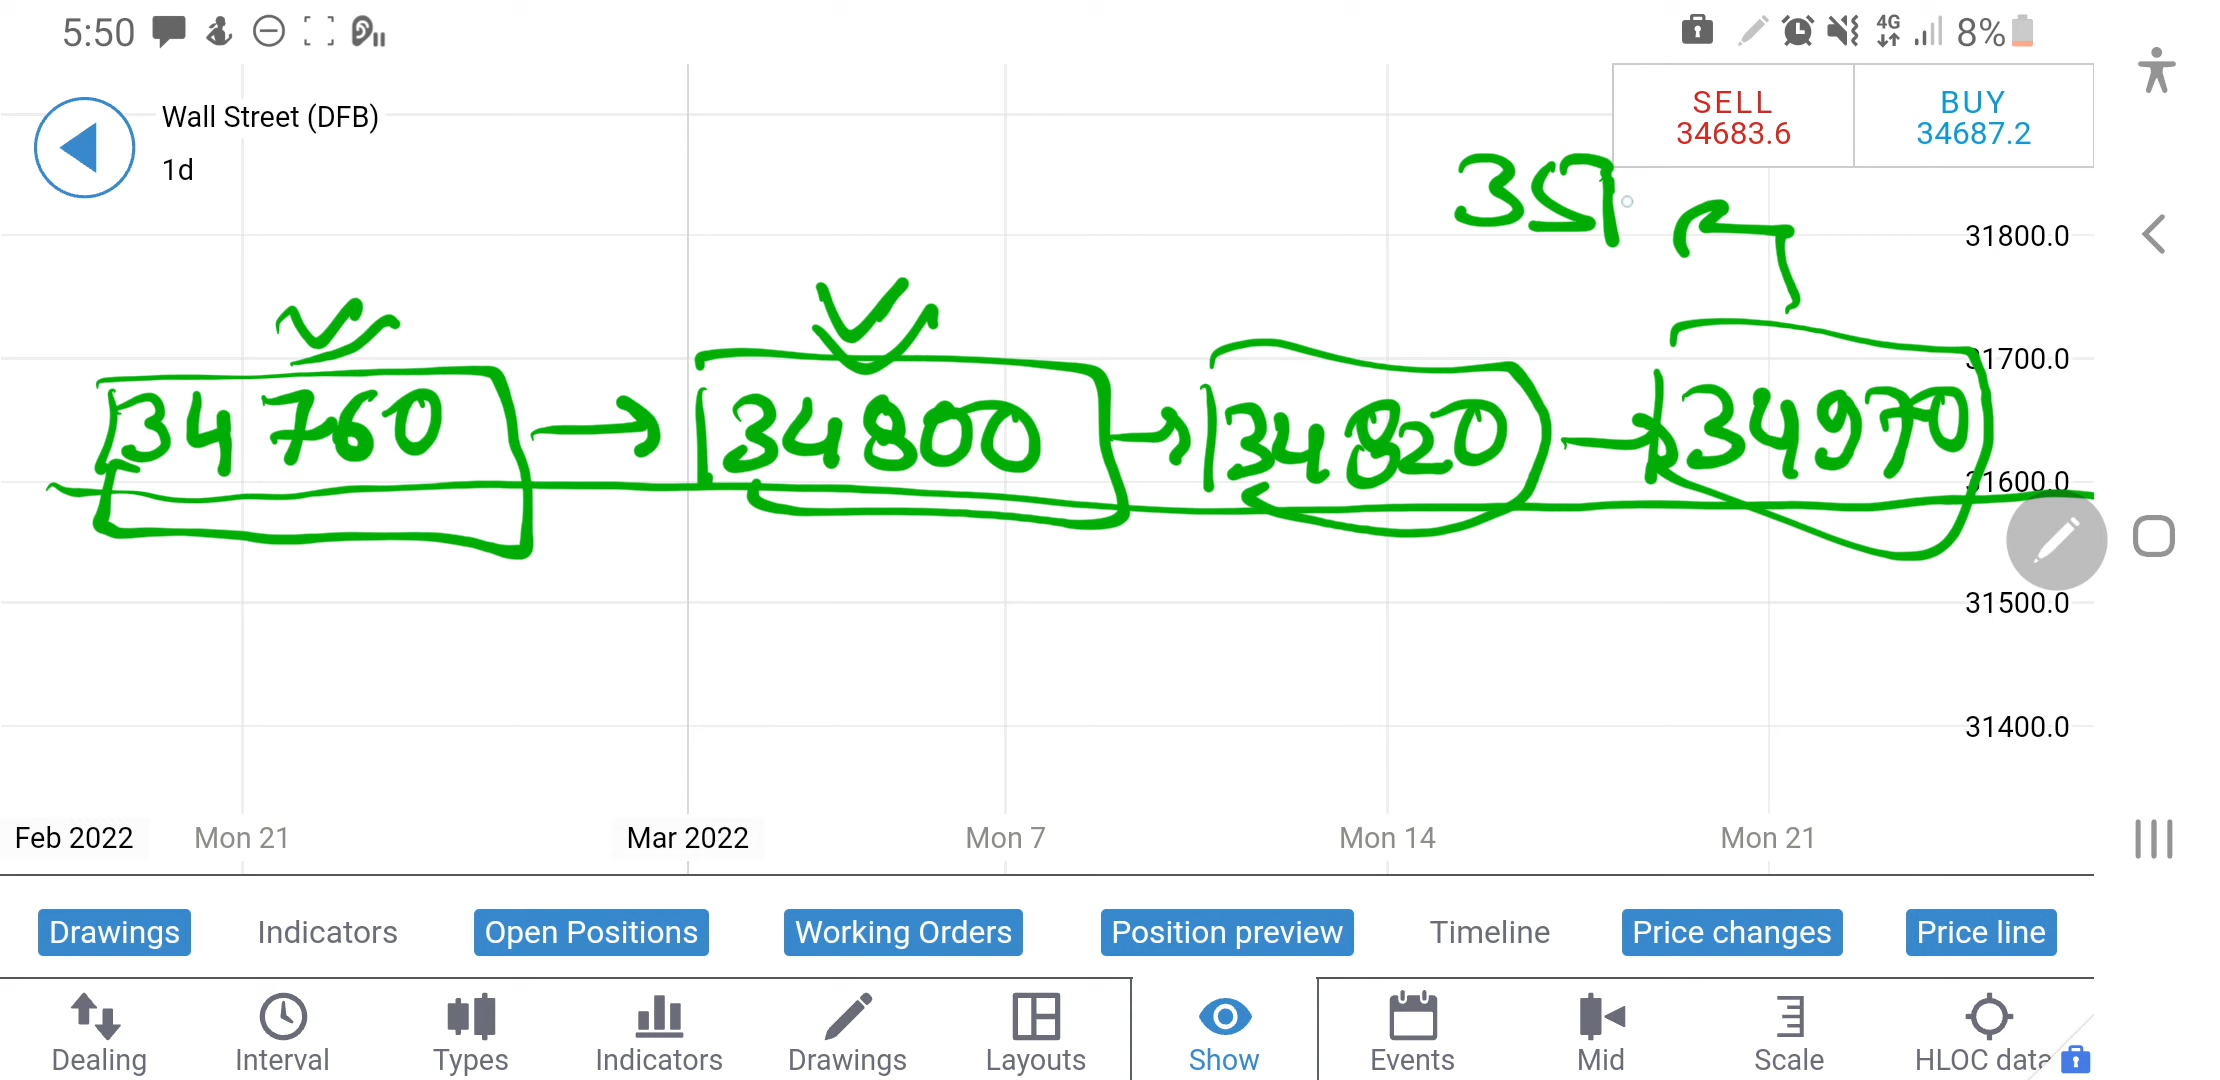 5:50
4G 8%
Wall Street (DFB)
1d
SELL
34683.6
BUY
34687.2
31800.0
34760 → 34800 → 34820 → 34970
31700.0
31600.0
31500.0
31400.0
Feb 2022 Mon 21 Mar 2022 Mon 7 Mon 14 Mon 21
Drawings Indicators Open Positions Working Orders Position preview Timeline Price changes Price line
Dealing Interval Types Indicators Drawings Layouts Show Events Mid Scale HLOC data